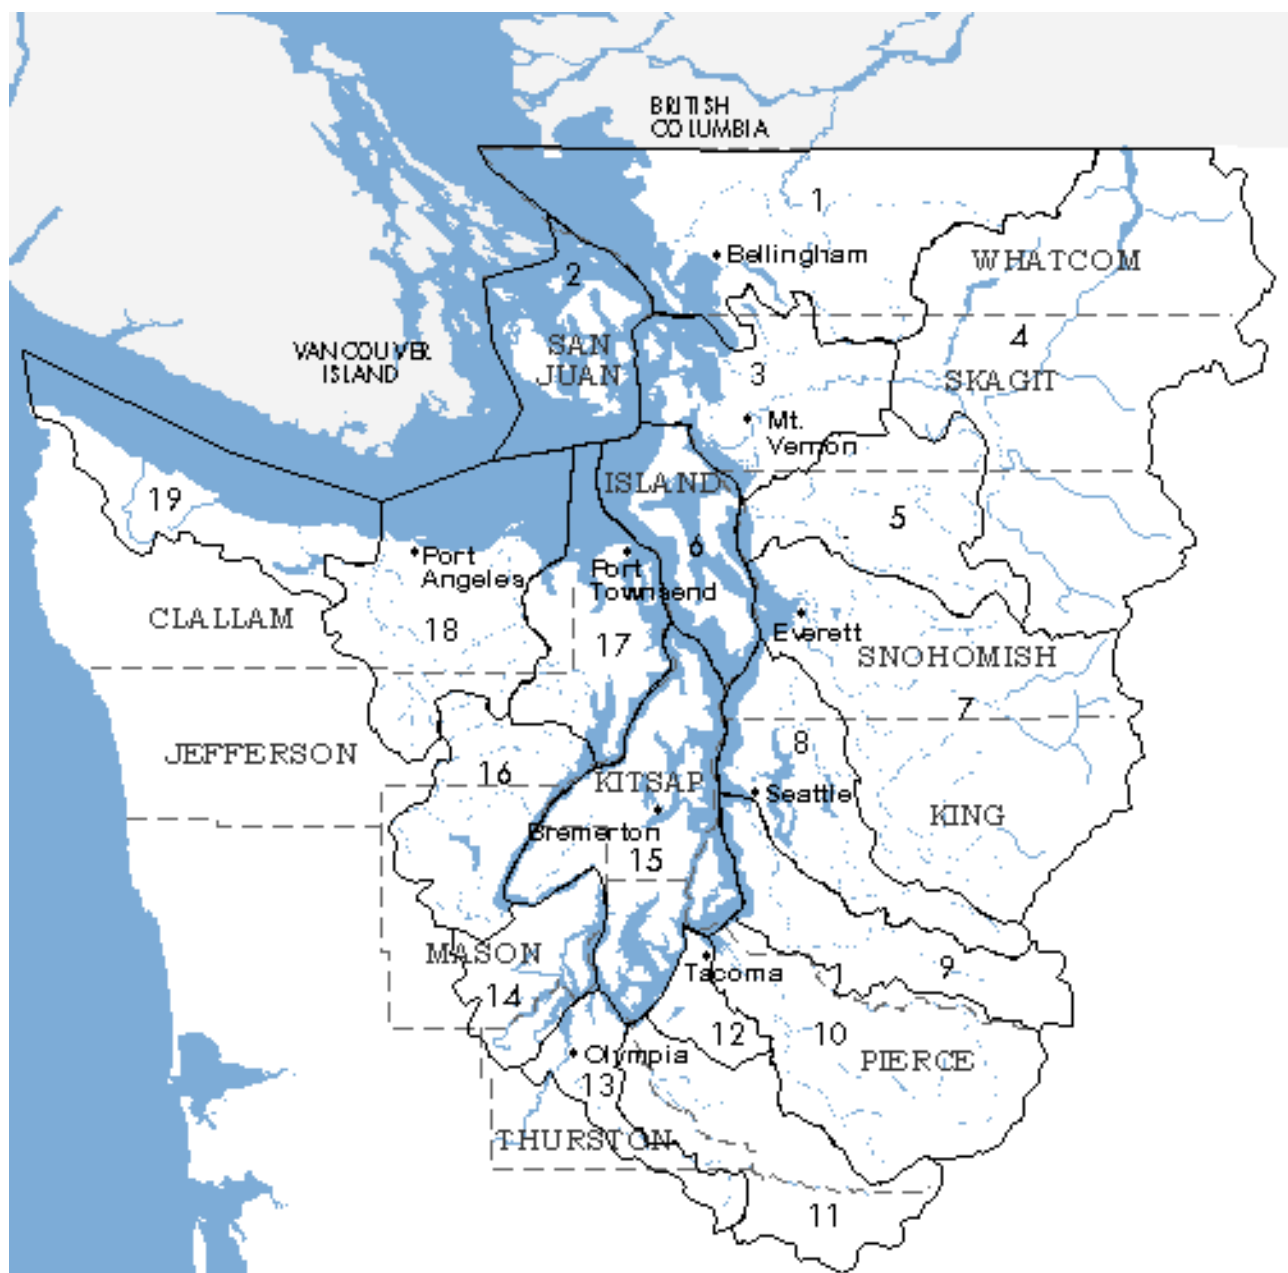 BRITISH
COLUMBIA
1
Bellingham
WHATCOM
2
4
VANCOUVER
ISLAND
SAN
JUAN
3
SKAGIT
Mt.
Vernon
ISLAND
19
5
6
Port
Angeles
Port
Townsend
CLALLAM
18
17
Everett
SNOHOMISH
7
8
JEFFERSON
16
KITSAP
Seattle
KING
Bremerton
15
MASON
Tacoma
9
14
12
10
Olympia
PIERCE
13
THURSTON
11